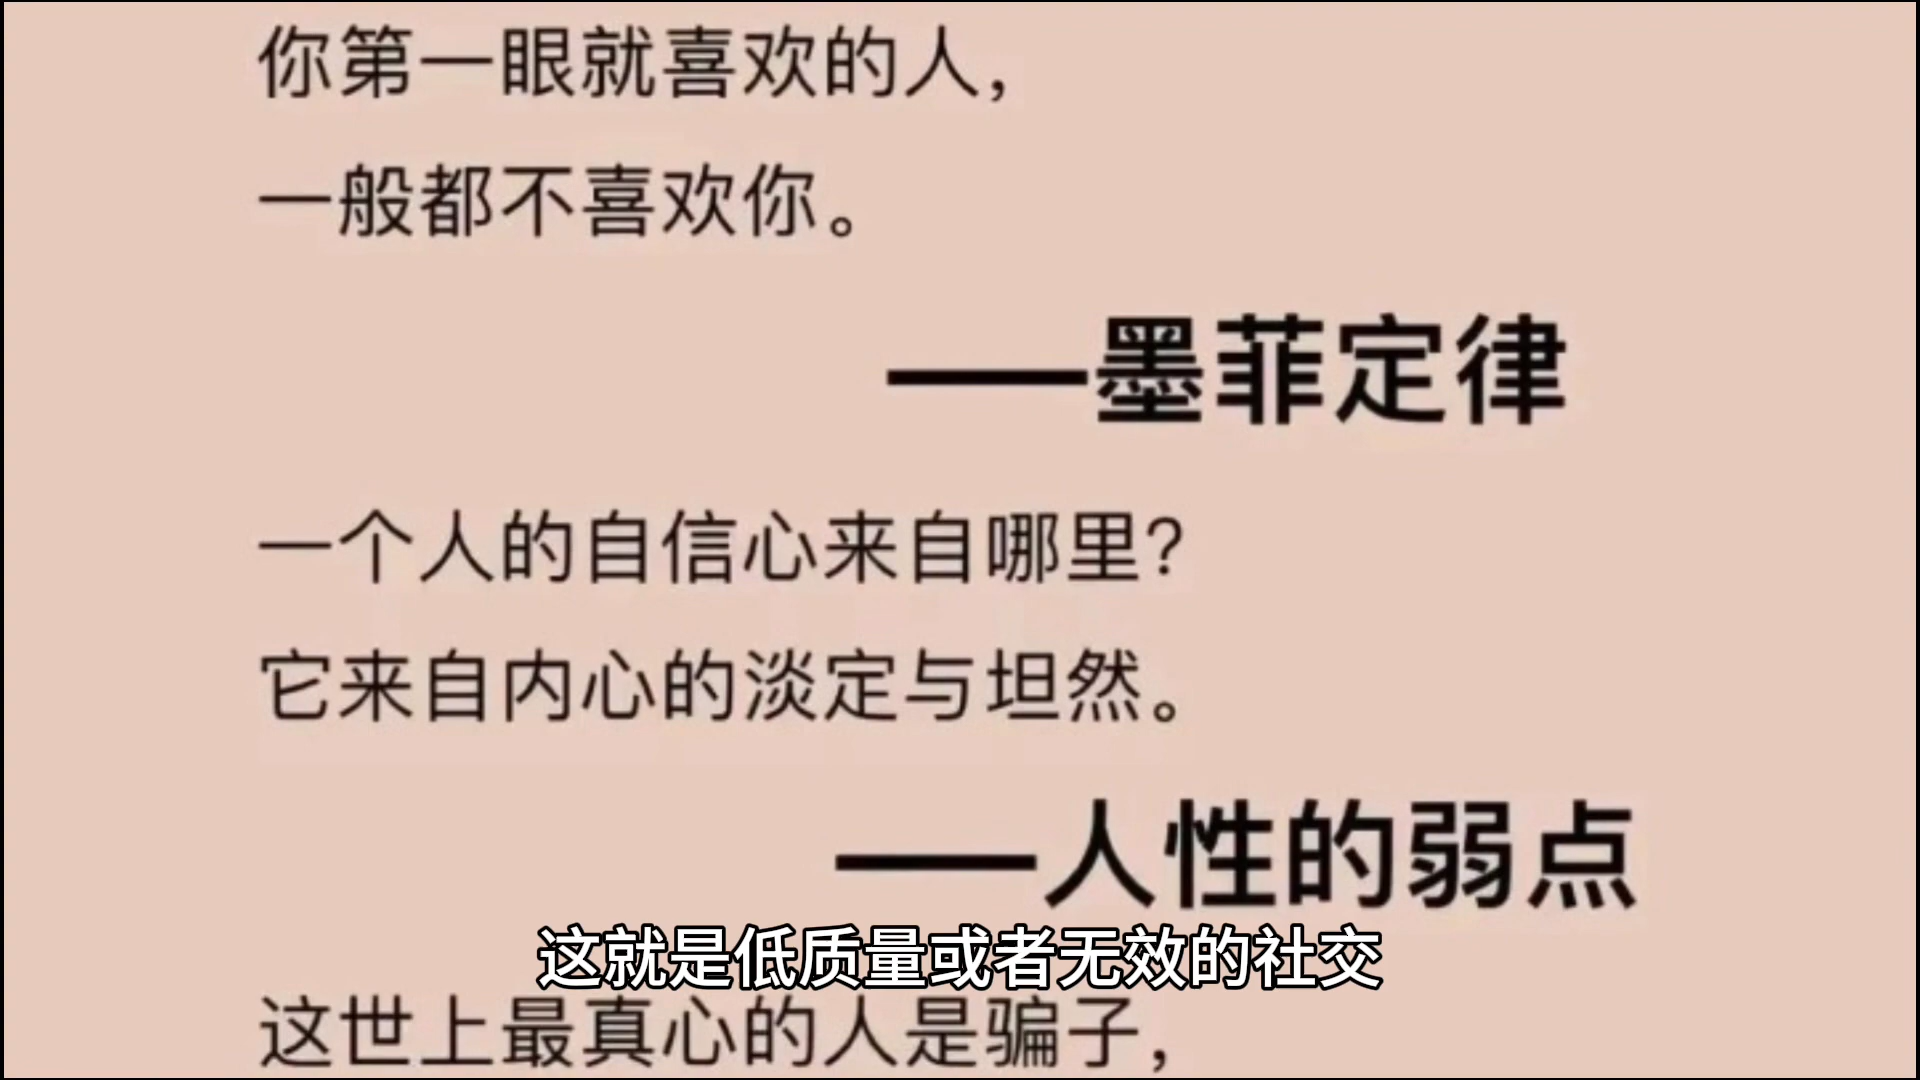 你第一眼就喜欢的人，
一般都不喜欢你。
——墨菲定律
一个人的自信心来自哪里？
它来自内心的淡定与坦然。
——人性的弱点
这就是低质量或者无效的社交
这世上最真心的人是骗子，